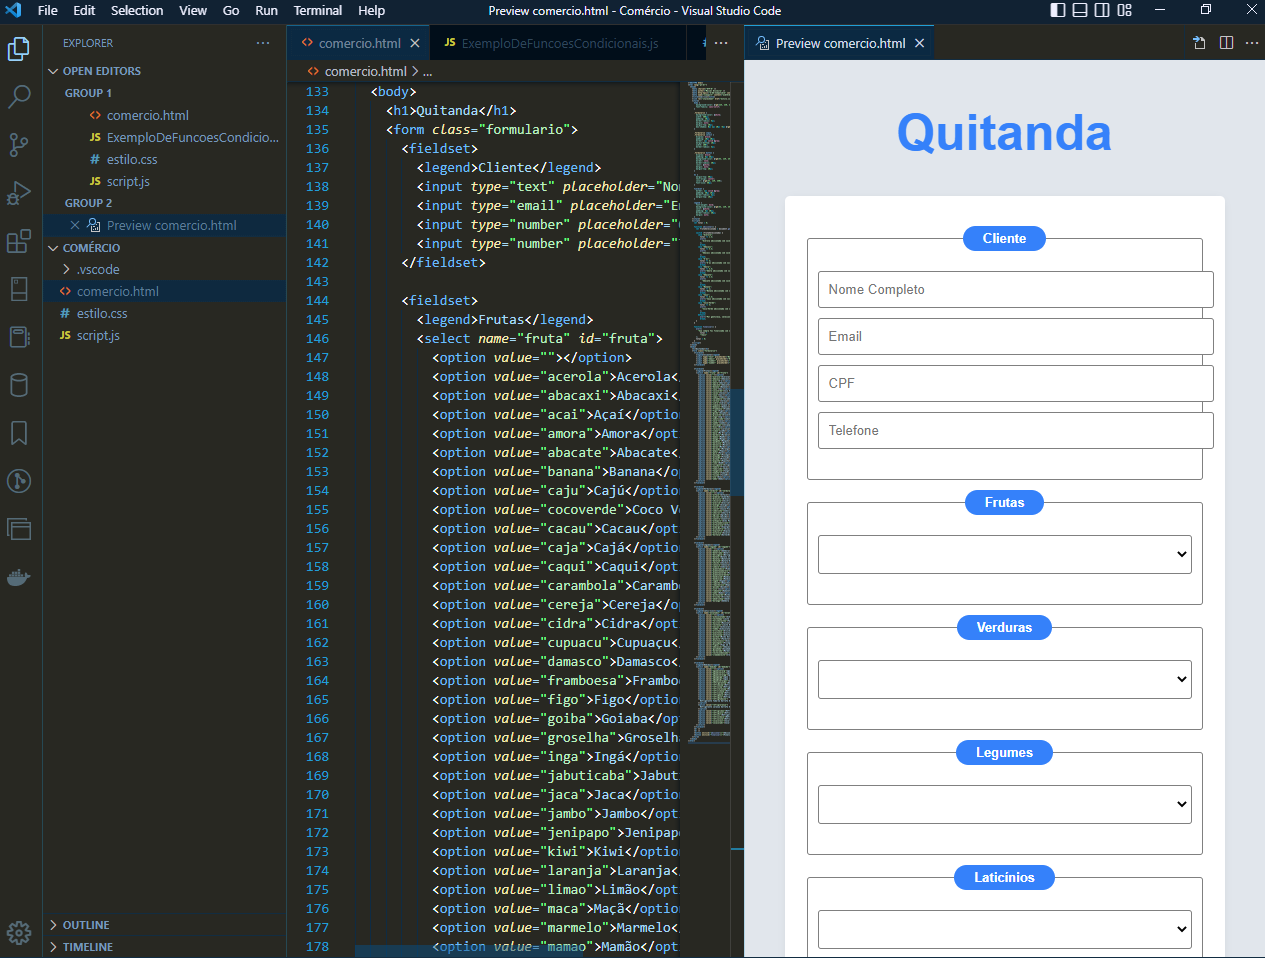 File Edit Selection View Go Run Terminal Help
Preview comercio.html - Comércio - Visual Studio Code
EXPLORER
OPEN EDITORS
GROUP 1
<> comercio.html
JS ExemploDeFuncoesCondicio...
# estilo.css
JS script.js
GROUP 2
Preview comercio.html
COMÉRCIO
.vscode
<> comercio.html
# estilo.css
JS script.js
OUTLINE
TIMELINE
<> comercio.html
JS ExemploDeFuncoesCondicionais.js
#
...
<> comercio.html > ...
133 <body>
134 <h1>Quitanda</h1>
135 <form class="formulario">
136 <fieldset>
137 <legend>Cliente</legend>
138 <input type="text" placeholder="No
139 <input type="email" placeholder="E
140 <input type="number" placeholder="
141 <input type="number" placeholder="
142 </fieldset>
143
144 <fieldset>
145 <legend>Frutas</legend>
146 <select name="fruta" id="fruta">
147 <option value=""></option>
148 <option value="acerola">Acerola<
149 <option value="abacaxi">Abacaxi<
150 <option value="acai">Açaí</optio
151 <option value="amora">Amora</opt
152 <option value="abacate">Abacate<
153 <option value="banana">Banana</o
154 <option value="caju">Cajú</optio
155 <option value="cocoverde">Coco V
156 <option value="cacau">Cacau</opt
157 <option value="caja">Cajá</optio
158 <option value="caqui">Caqui</opt
159 <option value="carambola">Caramb
160 <option value="cereja">Cereja</o
161 <option value="cidra">Cidra</opt
162 <option value="cupuacu">Cupuaçu<
163 <option value="damasco">Damasco<
164 <option value="framboesa">Frambo
165 <option value="figo">Figo</optio
166 <option value="goiba">Goiaba</op
167 <option value="groselha">Groselh
168 <option value="inga">Ingá</optio
169 <option value="jabuticaba">Jabut
170 <option value="jaca">Jaca</optio
171 <option value="jambo">Jambo</opt
172 <option value="jenipapo">Jenipap
173 <option value="kiwi">Kiwi</optio
174 <option value="laranja">Laranja<
175 <option value="limao">Limão</opt
176 <option value="maca">Maçã</optio
177 <option value="marmelo">Marmelo<
178 <option value="mamao">Mamão</opt
Preview comercio.html
Quitanda
Cliente
Nome Completo
Email
CPF
Telefone
Frutas
Verduras
Legumes
Laticínios